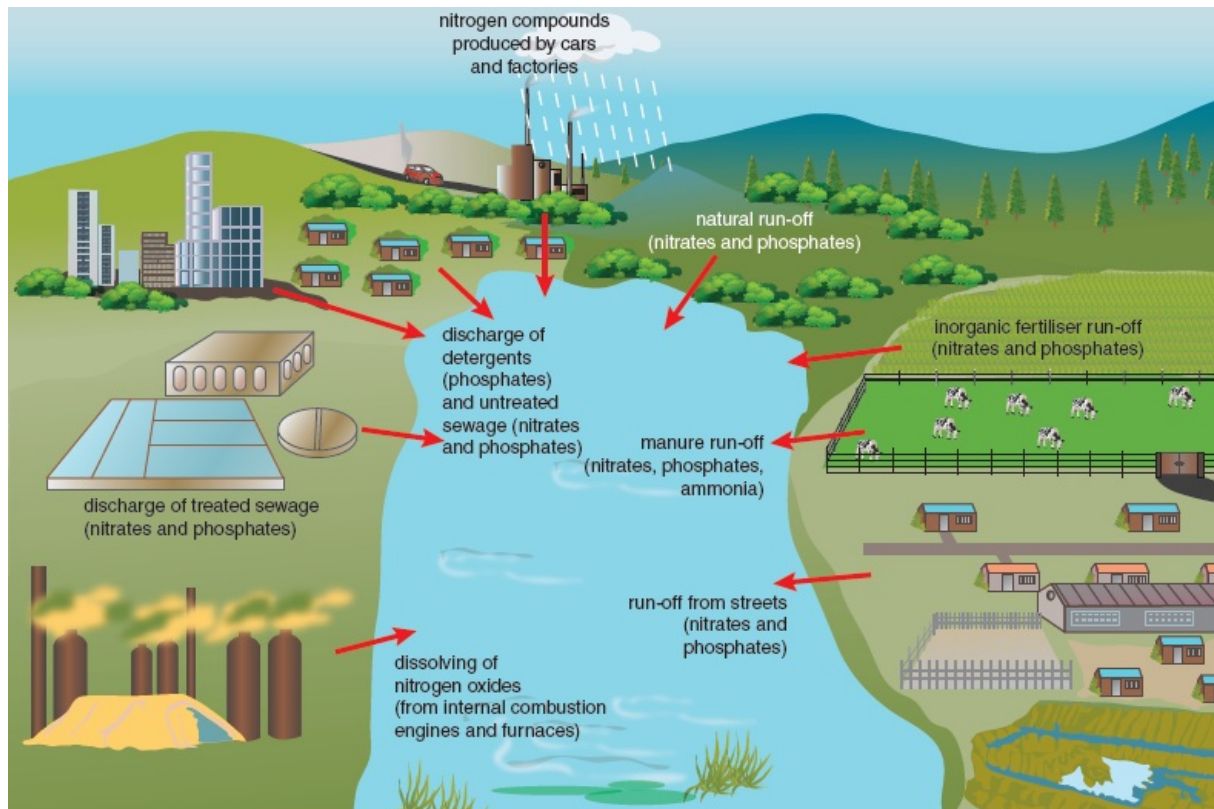 nitrogen compounds
produced by cars
and factories
natural run-off
(nitrates and phosphates)
inorganic fertiliser run-off
(nitrates and phosphates)
discharge of
detergents
(phosphates)
and untreated
sewage (nitrates
and phosphates)
manure run-off
(nitrates, phosphates,
ammonia)
discharge of treated sewage
(nitrates and phosphates)
run-off from streets
(nitrates and
phosphates)
dissolving of
nitrogen oxides
(from internal combustion
engines and furnaces)